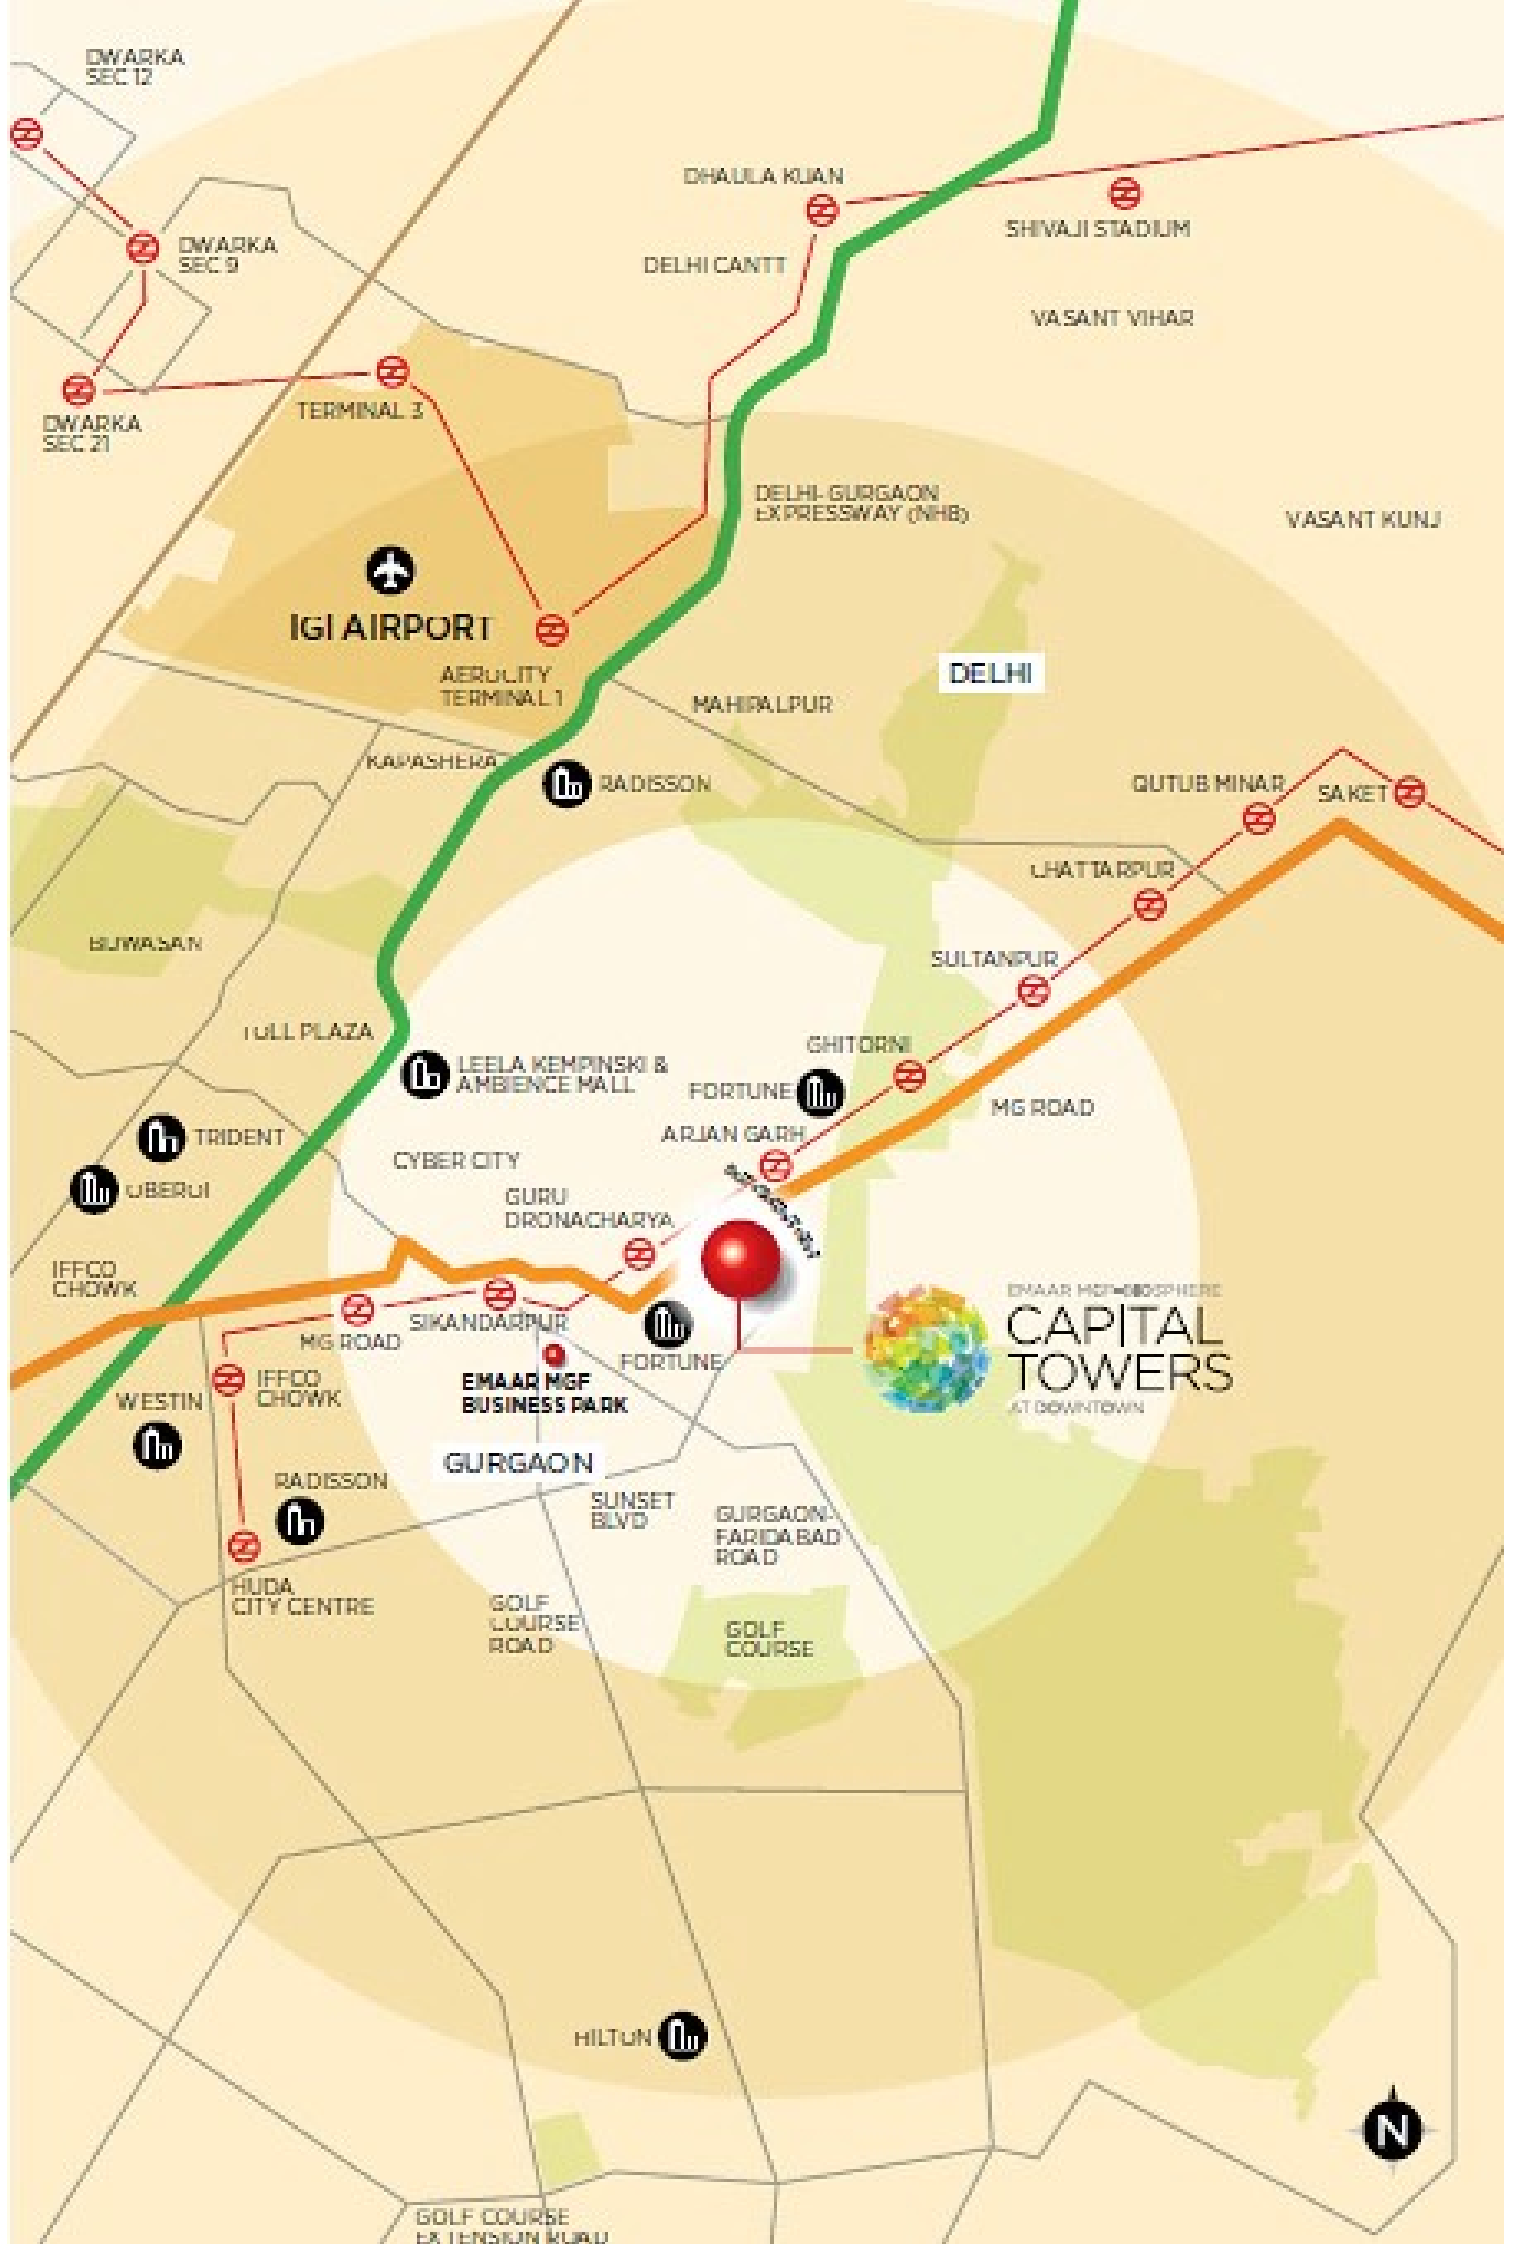 DWARKA
SEC 12
DHAULA KUAN
SHIVAJI STADIUM
DWARKA
SEC 9
DELHI CANTT
VASANT VIHAR
TERMINAL 3
DWARKA
SEC 21
DELHI-GURGAON
EXPRESSWAY (NH8)
VASANT KUNJ
IGI AIRPORT
DELHI
AEROCITY
TERMINAL 1
MAHIPALPUR
KAPASHERA
RADISSON
QUTUB MINAR
SAKET
CHATTARPUR
BIJWASAN
SULTANPUR
TOLL PLAZA
GHITORNI
LEELA KEMPINSKI &
AMBIENCE MALL
FORTUNE
MG ROAD
TRIDENT
ARJAN GARH
CYBER CITY
OBEROI
GURU
DRONACHARYA
IFFCO
CHOWK
EMAAR MGF
CAPITAL
TOWERS
AT DOWNTOWN
SIKANDARPUR
MG ROAD
FORTUNE
IFFCO
CHOWK
EMAAR MGF
BUSINESS PARK
WESTIN
GURGAON
RADISSON
SUNSET
BLVD
GURGAON-
FARIDABAD
ROAD
HUDA
CITY CENTRE
GOLF
COURSE
ROAD
GOLF
COURSE
HILTON
N
GOLF COURSE
EXTENSION ROAD